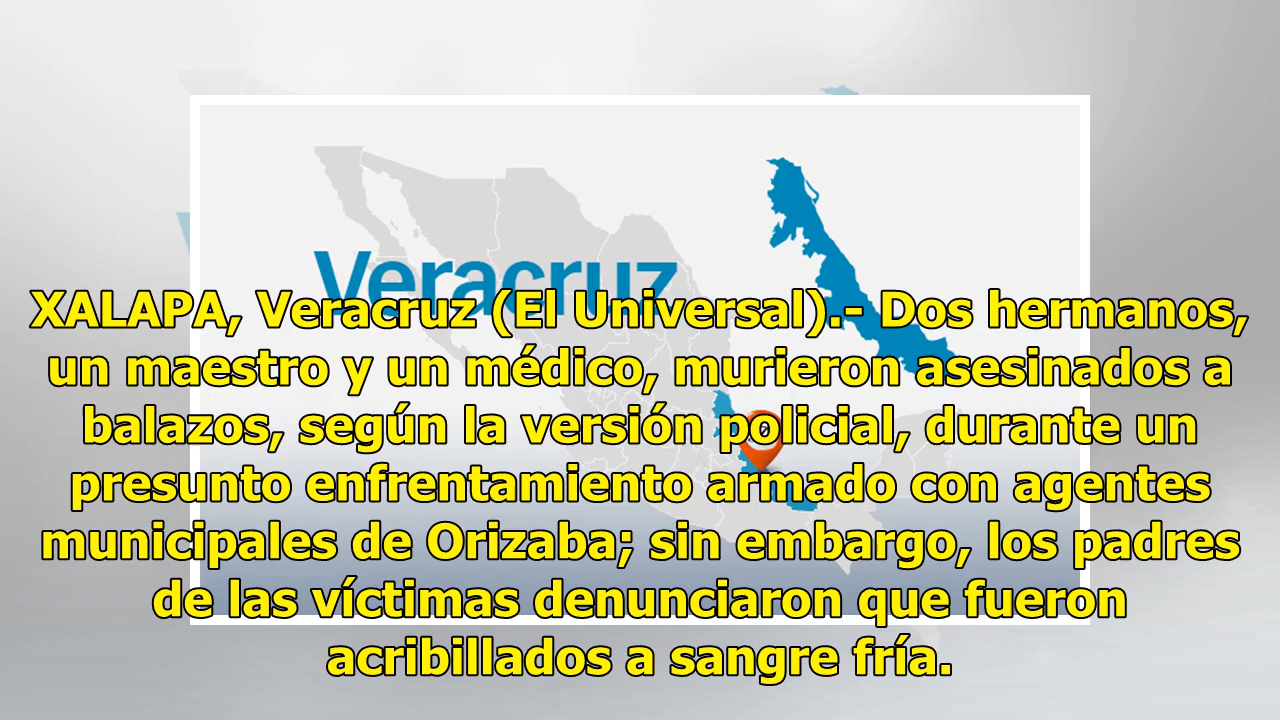 Veracruz
XALAPA, Veracruz (El Universal).- Dos hermanos,
un maestro y un médico, murieron asesinados a
balazos, según la versión policial, durante un
presunto enfrentamiento armado con agentes
municipales de Orizaba; sin embargo, los padres
de las víctimas denunciaron que fueron
acribillados a sangre fría.